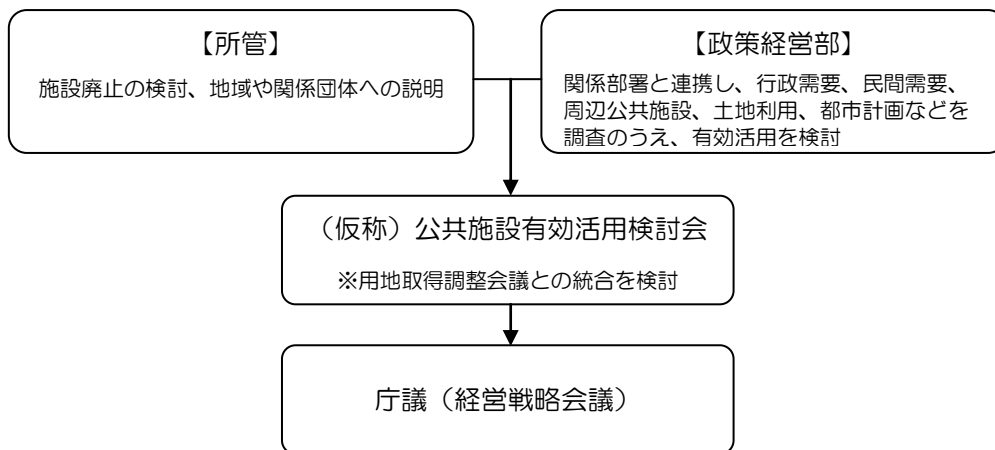 【所管】
施設廃止の検討、地域や関係団体への説明
【政策経営部】
関係部署と連携し、行政需要、民間需要、
周辺公共施設、土地利用、都市計画などを
調査のうえ、有効活用を検討
（仮称）公共施設有効活用検討会
※用地取得調整会議との統合を検討
庁議（経営戦略会議）